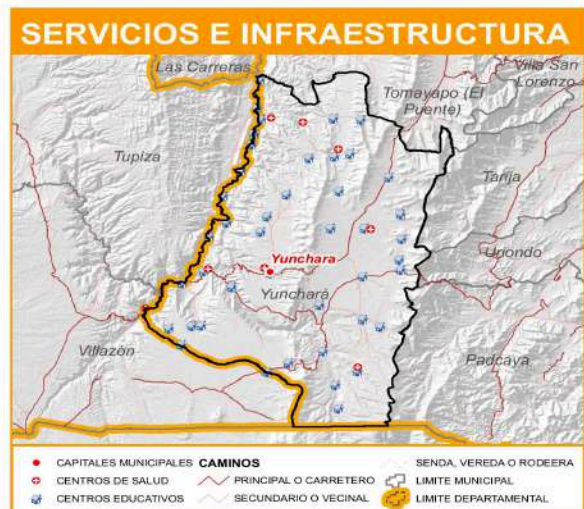 SERVICIOS E INFRAESTRUCTURA
Las Carreras
Villa San
Lorenzo
Tomayapo (El
Puente)
Tupiza
Tarija
Yunchara
Uriondo
Yunchará
Villazón
Padcaya
CAPITALES MUNICIPALES
CENTROS DE SALUD
CENTROS EDUCATIVOS
CAMINOS
PRINCIPAL O CARRETERO
SECUNDARIO O VECINAL
SENDA, VEREDA O RODEERA
LIMITE MUNICIPAL
LIMITE DEPARTAMENTAL